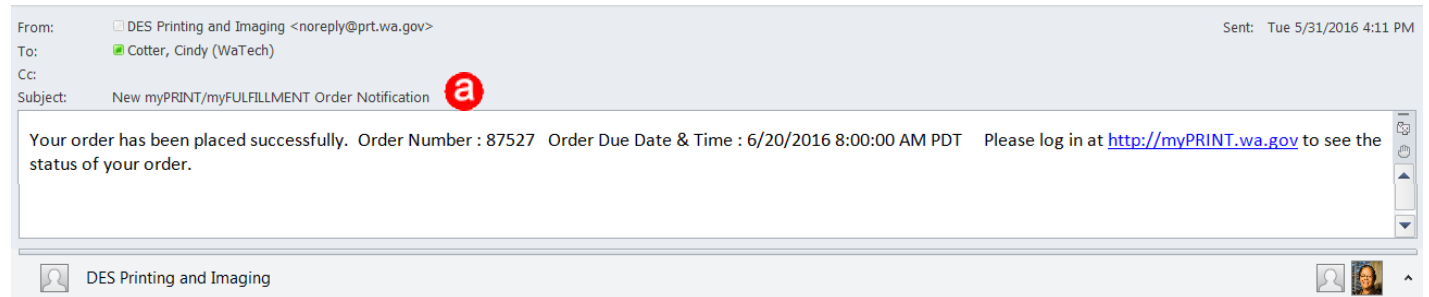 From: DES Printing and Imaging <noreply@prt.wa.gov> Sent: Tue 5/31/2016 4:11 PM
To: Cotter, Cindy (WaTech)
Cc:
Subject: New myPRINT/myFULFILLMENT Order Notification a
Your order has been placed successfully. Order Number : 87527 Order Due Date & Time : 6/20/2016 8:00:00 AM PDT Please log in at http://myPRINT.wa.gov to see the
status of your order.
DES Printing and Imaging